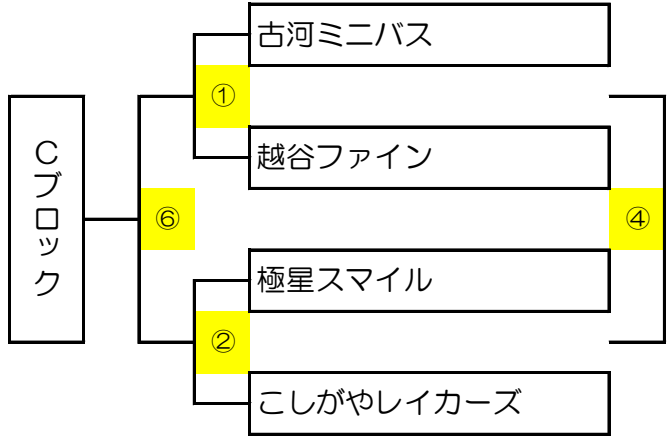 古河ミニバス
①
越谷ファイン
Cブロック
⑥
④
極星スマイル
②
こしがやレイカーズ